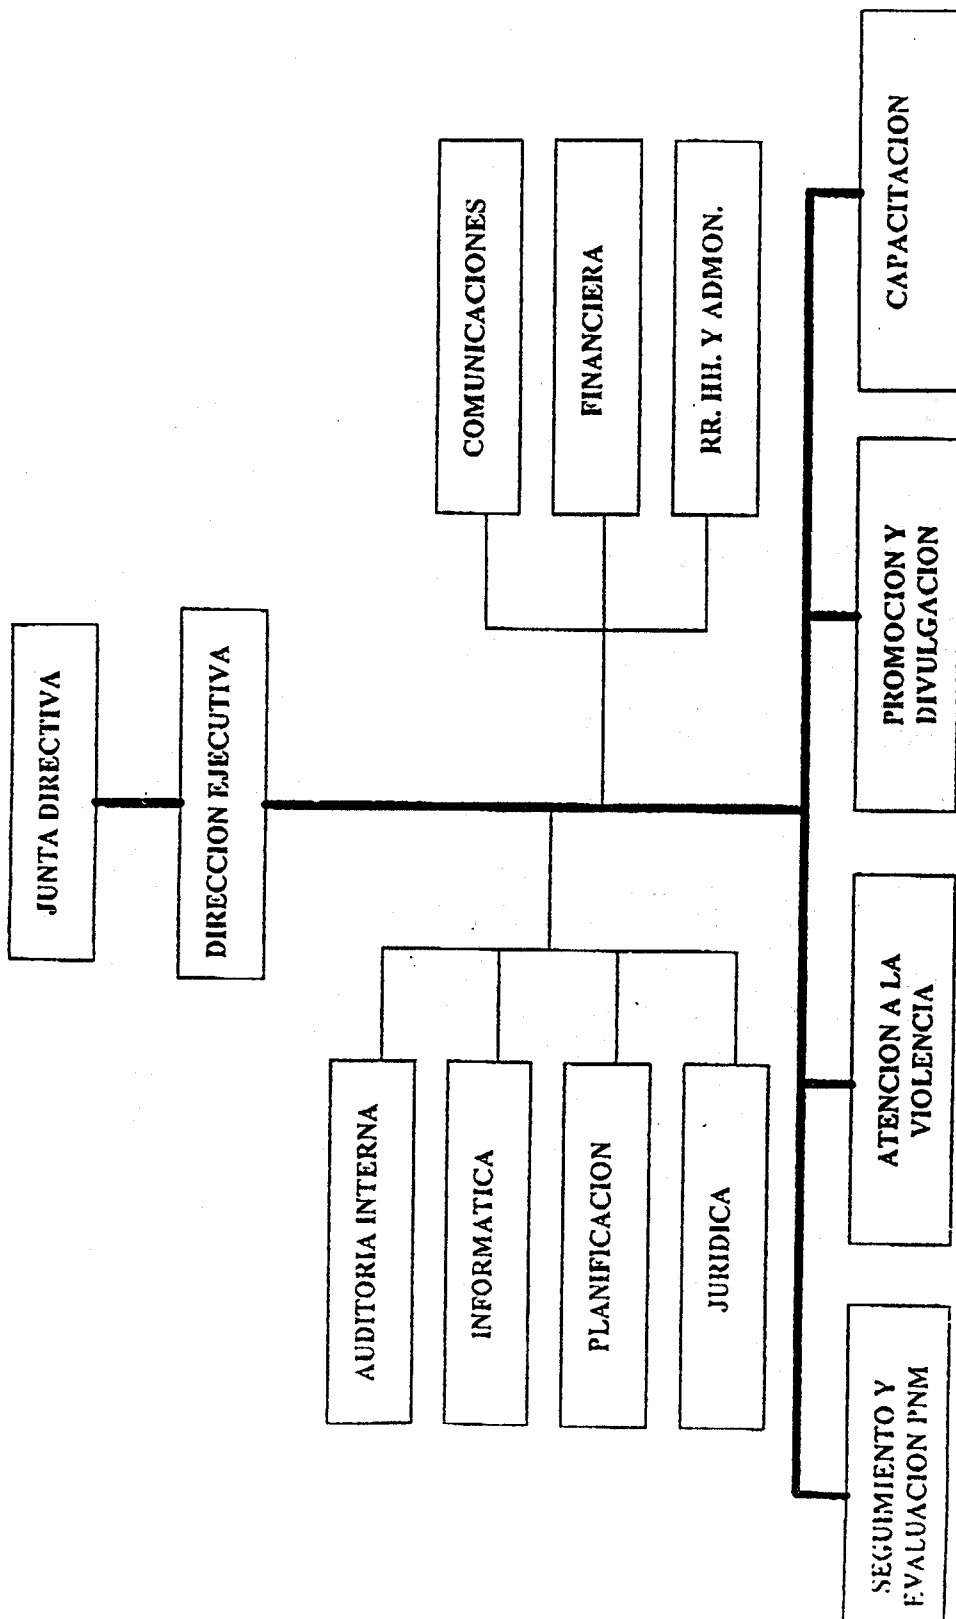 JUNTA DIRECTIVA
DIRECCION EJECUTIVA
AUDITORIA INTERNA
INFORMATICA
PLANIFICACION
JURIDICA
COMUNICACIONES
FINANCIERA
RR. HH. Y ADMON.
SEGUIMIENTO Y
EVALUACION PNM
ATENCION A LA
VIOLENCIA
PROMOCION Y
DIVULGACION
CAPACITACION